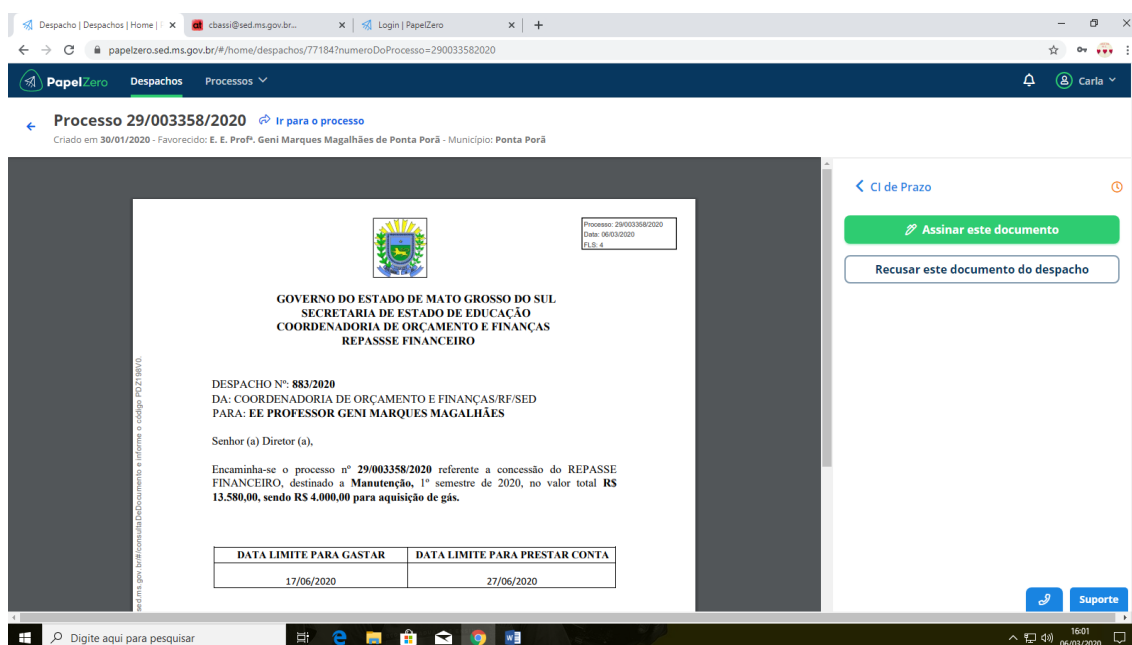 Despacho | Despachos | Home |
cbassi@sed.ms.gov.br...
Login | PapelZero
papelzero.sed.ms.gov.br/#/home/despachos/77184?numeroDoProcesso=290033582020
PapelZero
Despachos
Processos
Carla
Processo 29/003358/2020
Ir para o processo
Criado em 30/01/2020 - Favorecido: E. E. Profª. Geni Marques Magalhães de Ponta Porã - Município: Ponta Porã
Processo: 29/003358/2020
Data: 06/03/2020
FLS: 4
GOVERNO DO ESTADO DE MATO GROSSO DO SUL
SECRETARIA DE ESTADO DE EDUCAÇÃO
COORDENADORIA DE ORÇAMENTO E FINANÇAS
REPASSSE FINANCEIRO
DESPACHO Nº: 883/2020
DA: COORDENADORIA DE ORÇAMENTO E FINANÇAS/RF/SED
PARA: EE PROFESSOR GENI MARQUES MAGALHÃES
Senhor (a) Diretor (a),
Encaminha-se o processo nº 29/003358/2020 referente a concessão do REPASSE
FINANCEIRO, destinado a Manutenção, 1º semestre de 2020, no valor total R$
13.580,00, sendo R$ 4.000,00 para aquisição de gás.
DATA LIMITE PARA GASTAR
DATA LIMITE PARA PRESTAR CONTA
17/06/2020
27/06/2020
sed.ms.gov.br/#/consultaDeDocumento e informe o código PDZ198V0.
CI de Prazo
Assinar este documento
Recusar este documento do despacho
Suporte
Digite aqui para pesquisar
16:01
06/03/2020